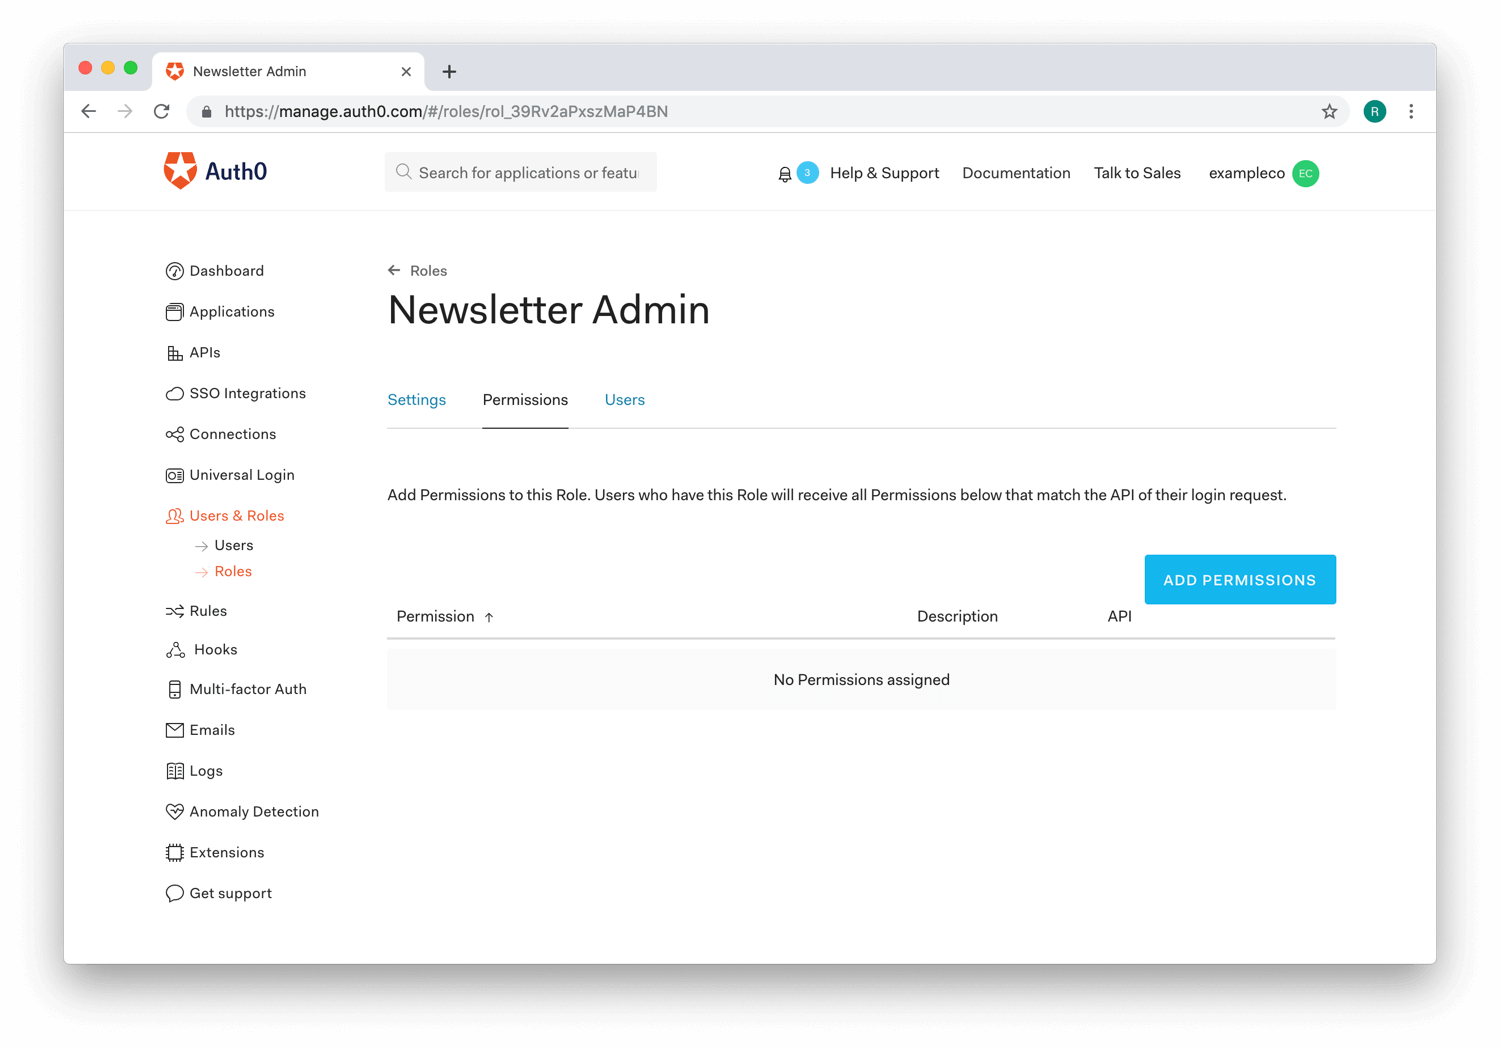 Newsletter Admin
https://manage.auth0.com/#/roles/rol_39Rv2aPxszMaP4BN
R
Auth0
Search for applications or featu
3
Help & Support
Documentation
Talk to Sales
exampleco
EC
Dashboard
Applications
APIs
SSO Integrations
Connections
Universal Login
Users & Roles
Users
Roles
Rules
Hooks
Multi-factor Auth
Emails
Logs
Anomaly Detection
Extensions
Get support
← Roles
Newsletter Admin
Settings
Permissions
Users
Add Permissions to this Role. Users who have this Role will receive all Permissions below that match the API of their login request.
ADD PERMISSIONS
Permission ↑
Description
API
No Permissions assigned